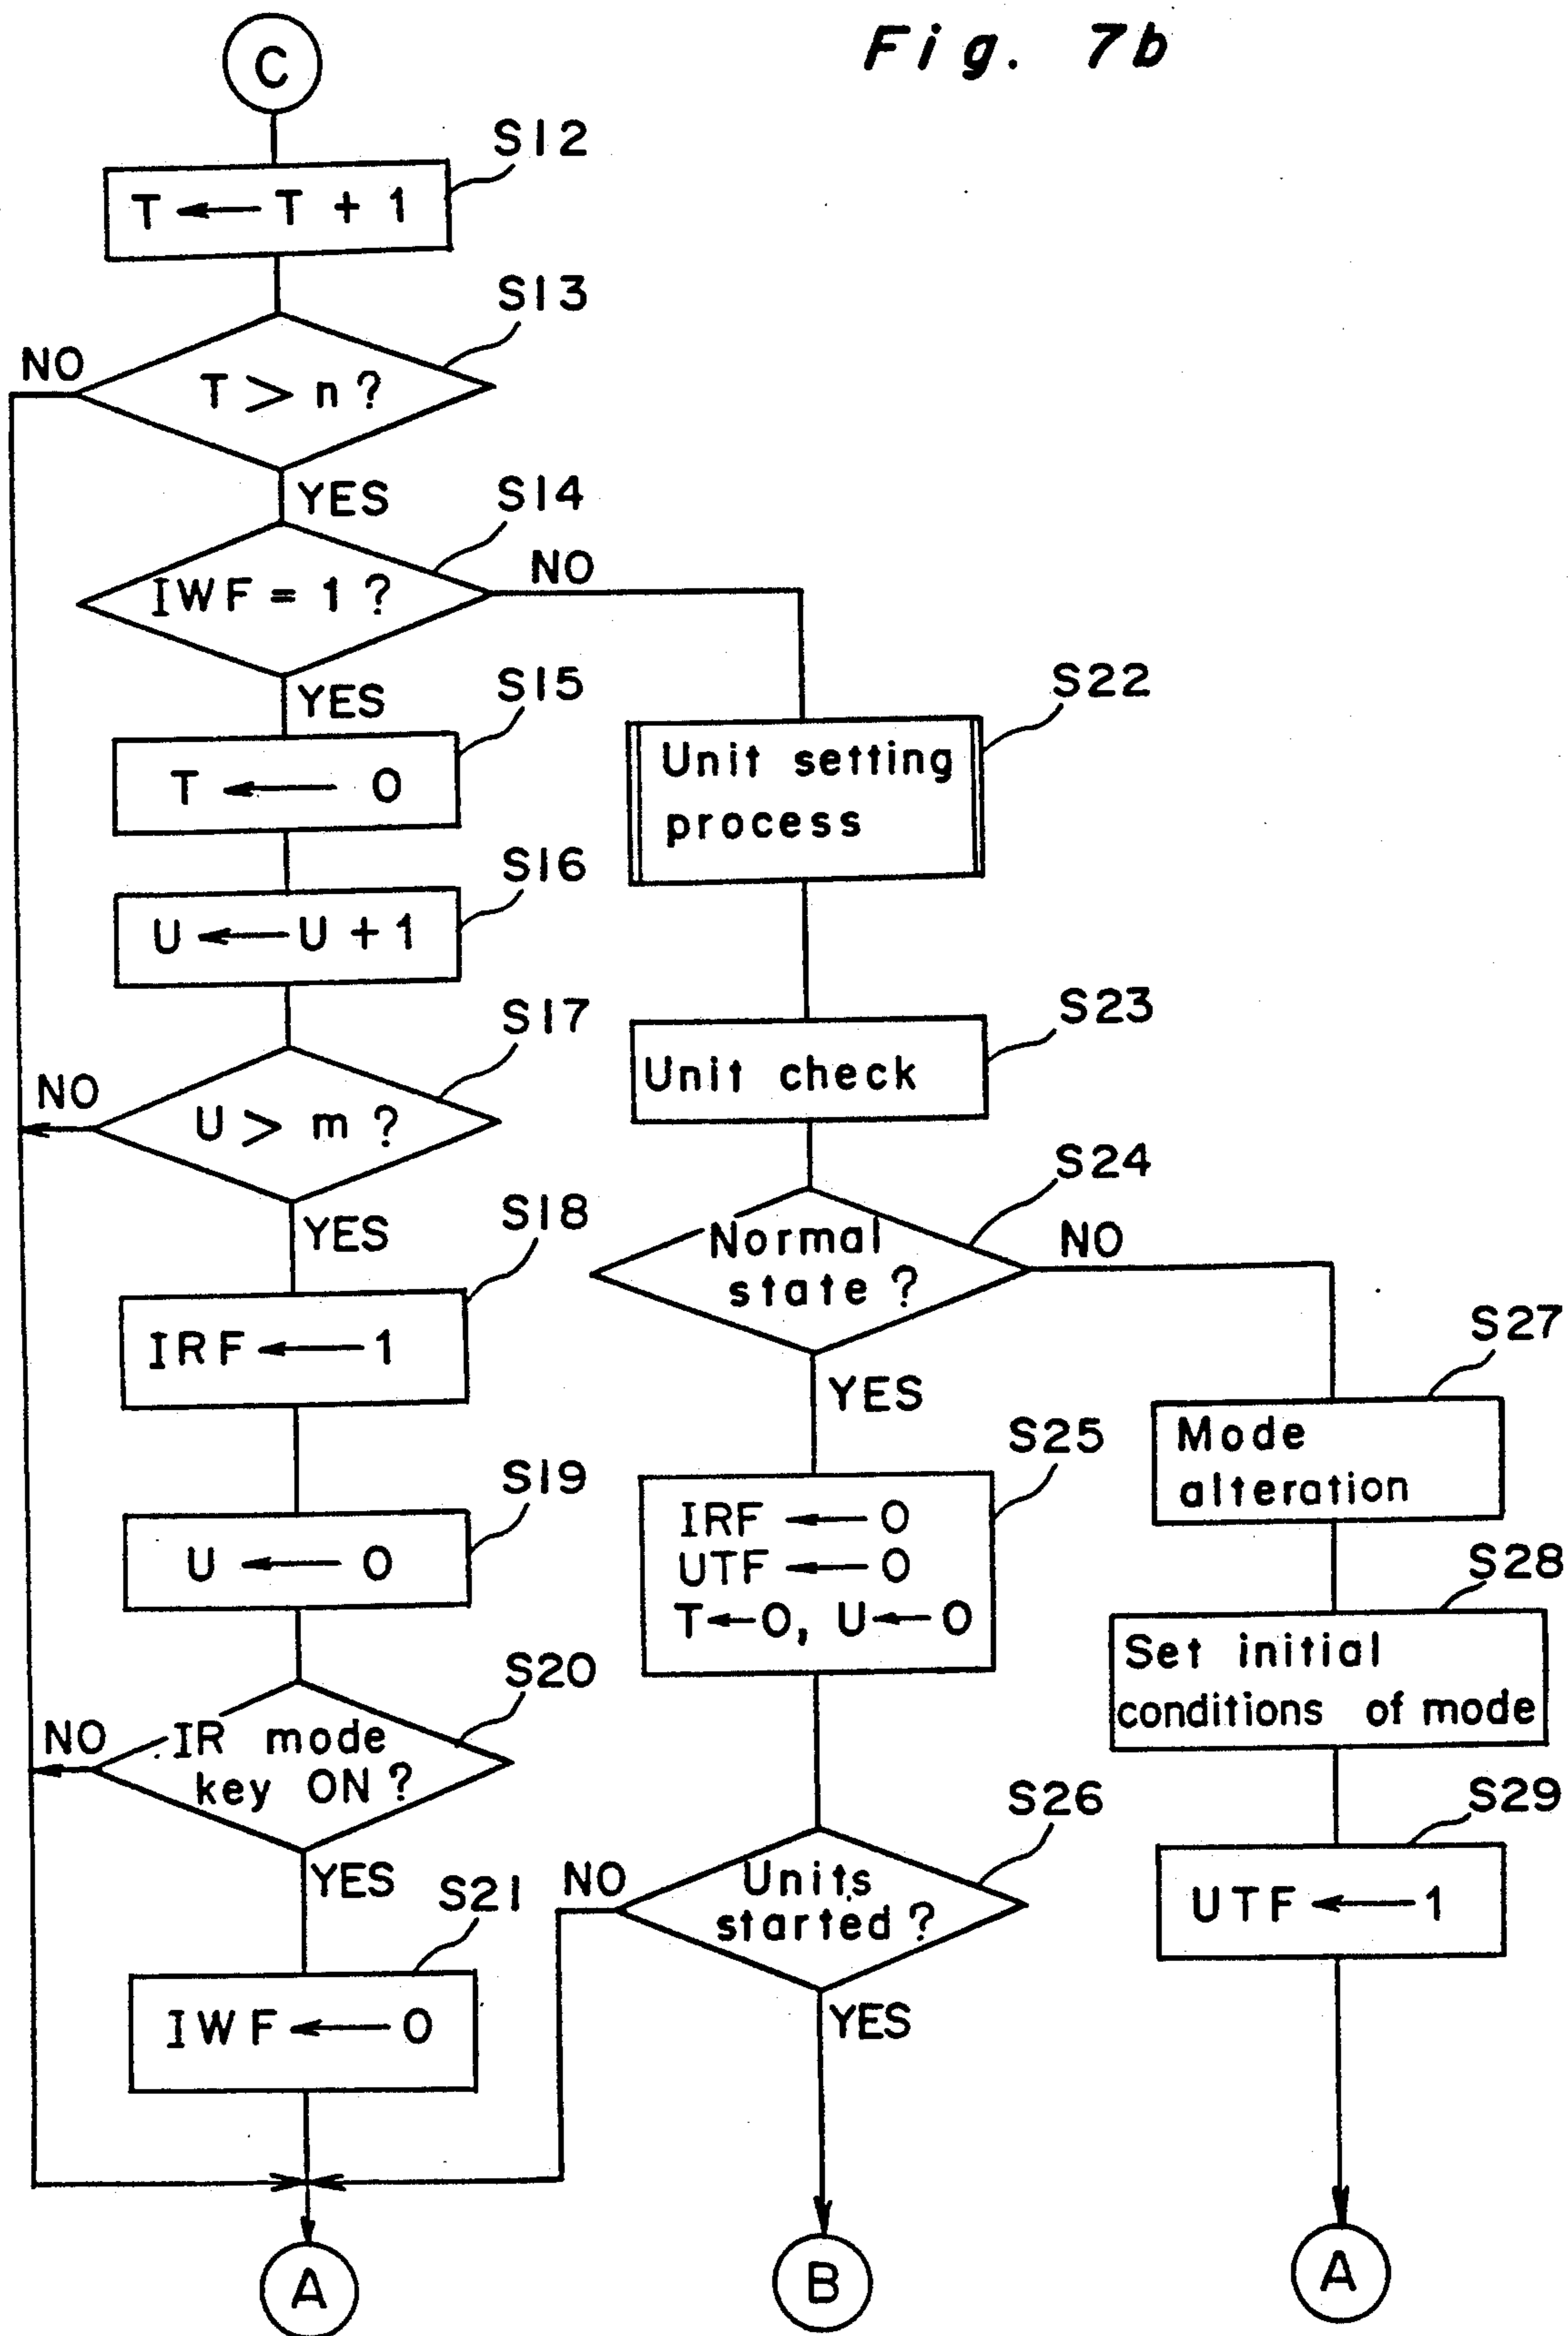 Fig. 7b
C
S12
T ← T + 1
S13
NO
T > n ?
YES
S14
IWF = 1 ?
NO
YES
S15
T ← 0
S16
U ← U + 1
S17
NO
U > m ?
YES
S18
IRF ← 1
S19
U ← 0
S20
NO
IR mode
key ON ?
YES
S21
IWF ← 0
A
S22
Unit setting
process
S23
Unit check
S24
Normal
state ?
NO
YES
S25
IRF ← 0
UTF ← 0
T ← 0, U ← 0
S26
NO
Units
started ?
YES
B
S27
Mode
alteration
S28
Set initial
conditions of mode
S29
UTF ← 1
A